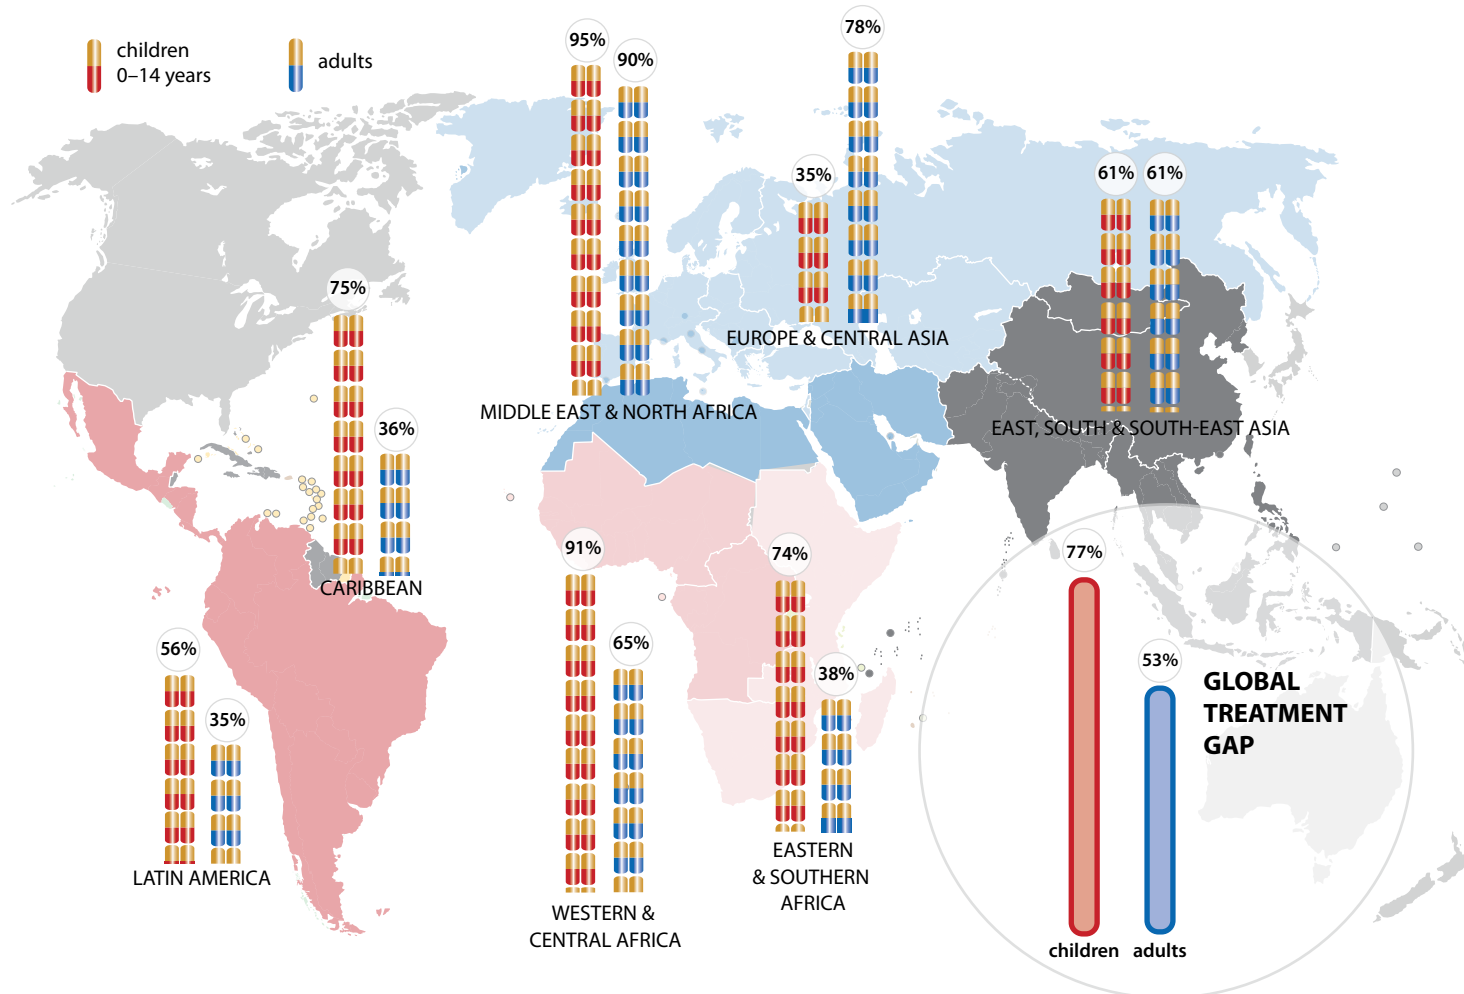 children
0–14 years
adults
95%
90%
MIDDLE EAST & NORTH AFRICA
35%
78%
EUROPE & CENTRAL ASIA
61%
61%
EAST, SOUTH & SOUTH-EAST ASIA
75%
36%
CARIBBEAN
56%
35%
LATIN AMERICA
91%
65%
WESTERN &
CENTRAL AFRICA
74%
38%
EASTERN
& SOUTHERN
AFRICA
77%
53%
GLOBAL
TREATMENT
GAP
children
adults